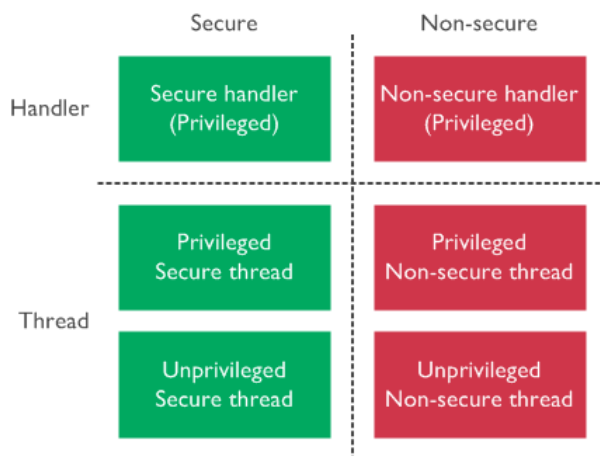 Secure
Non-secure
Handler
Secure handler
(Privileged)
Non-secure handler
(Privileged)
Thread
Privileged
Secure thread
Privileged
Non-secure thread
Unprivileged
Secure thread
Unprivileged
Non-secure thread